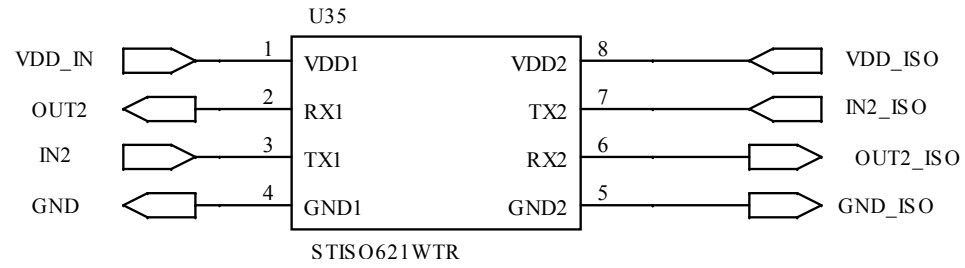 U35
VDD_IN 1 VDD1 VDD2 8 VDD_ISO
OUT2 2 RX1 TX2 7 IN2_ISO
IN2 3 TX1 RX2 6 OUT2_ISO
GND 4 GND1 GND2 5 GND_ISO
STISO621WTR